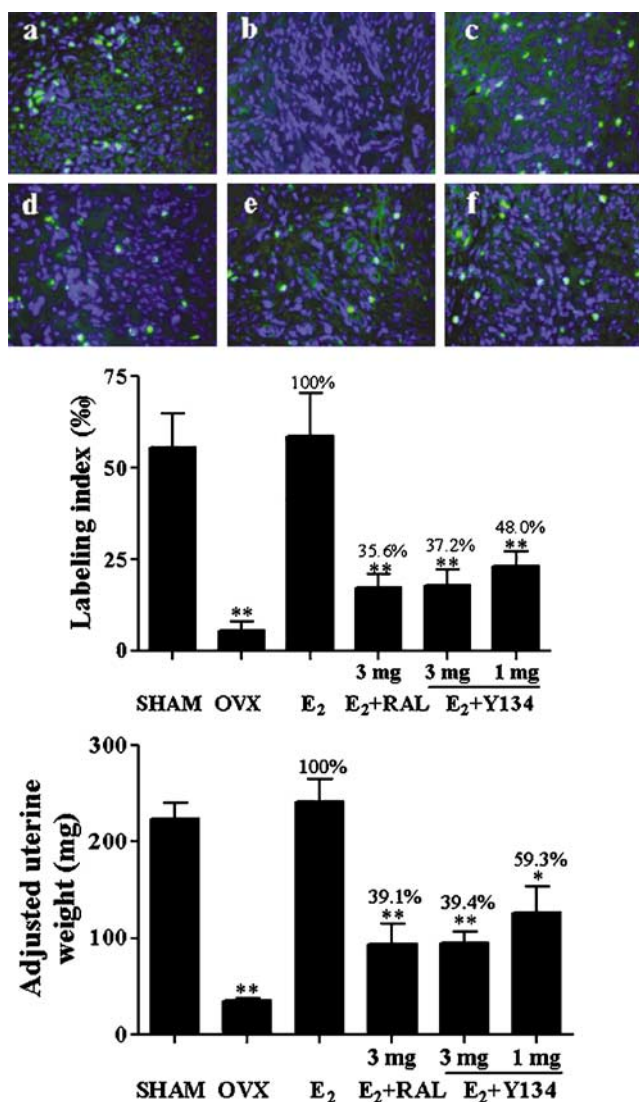 a b c
d e f
75
50
25
0
Labeling index (‰)
100%
35.6% 37.2% 48.0%
** ** ** **
3 mg 3 mg 1 mg
SHAM OVX E₂ E₂+RAL E₂+Y134
300
200
100
0
Adjusted uterine
weight (mg)
100%
39.1% 39.4% 59.3%
** ** ** *
3 mg 3 mg 1 mg
SHAM OVX E₂ E₂+RAL E₂+Y134